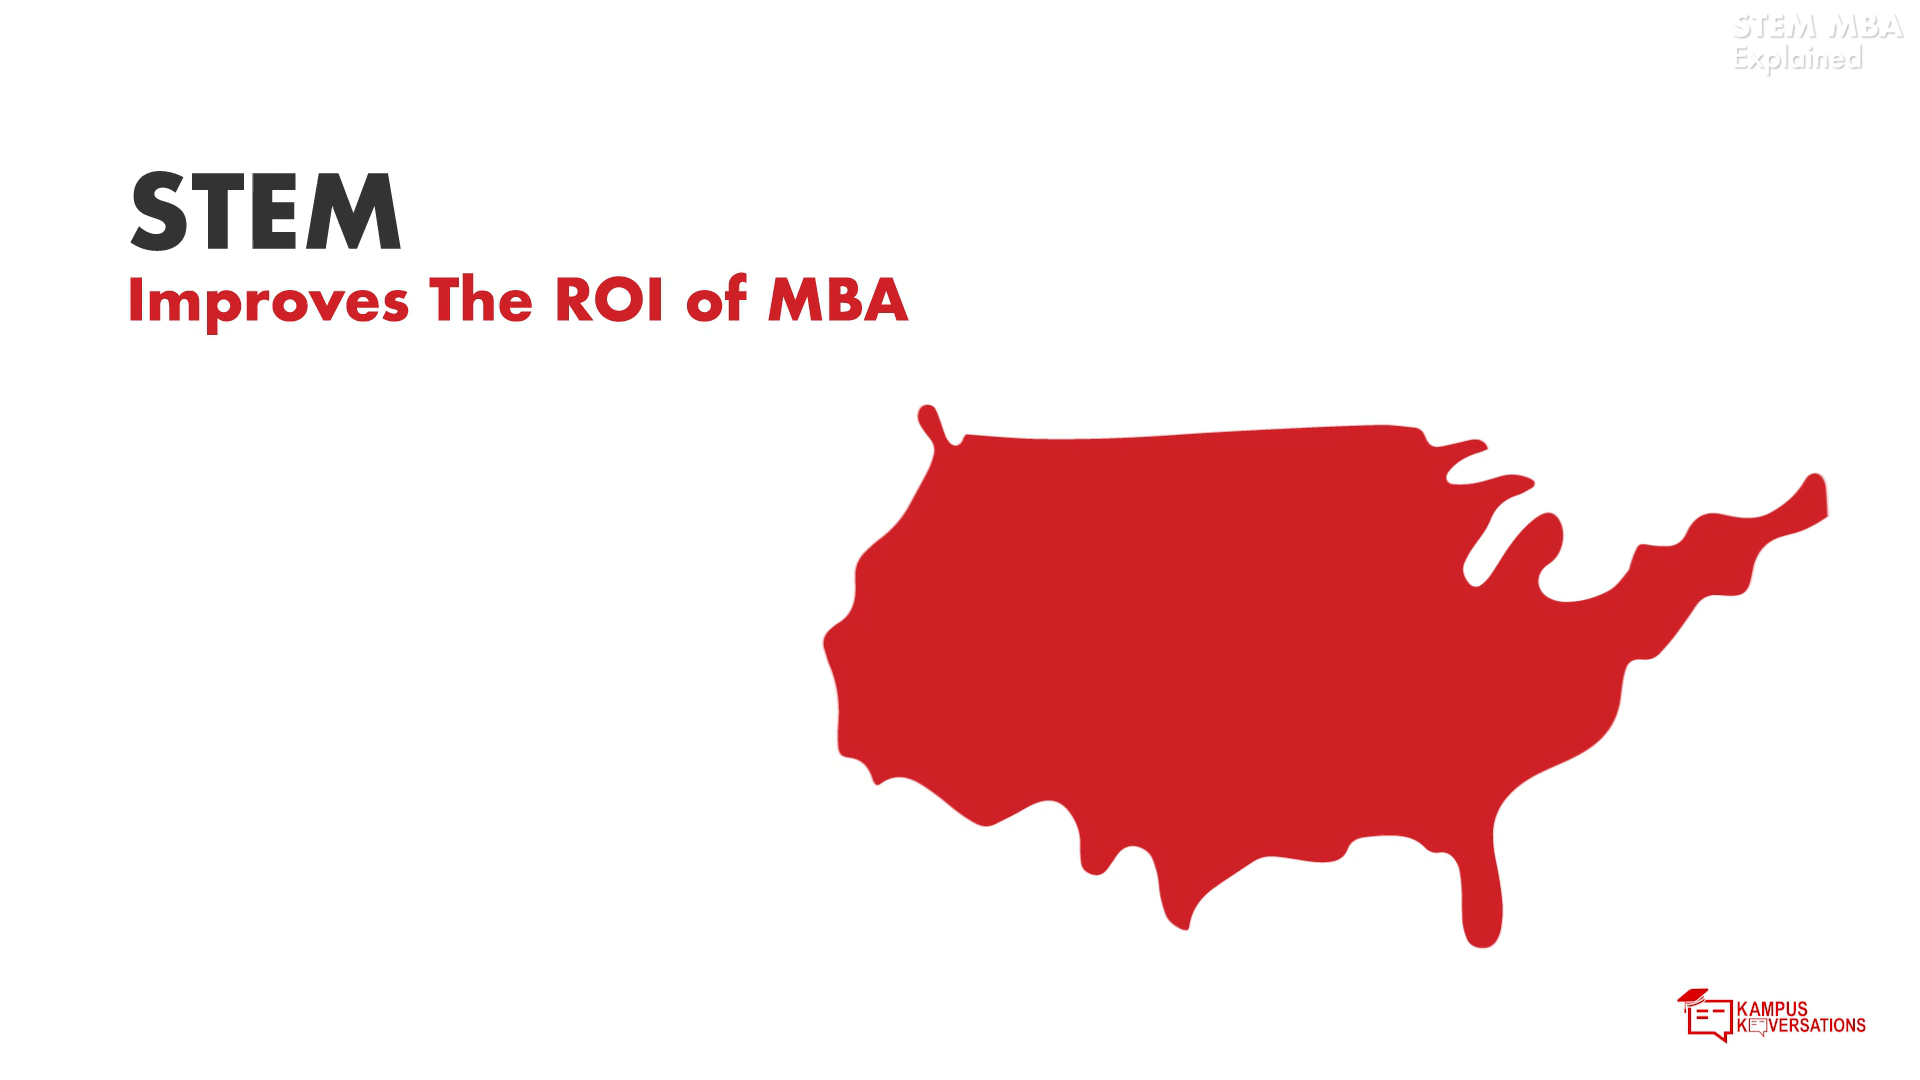 STEM MBA
Explained
STEM
Improves The ROI of MBA
KAMPUS
KONVERSATIONS